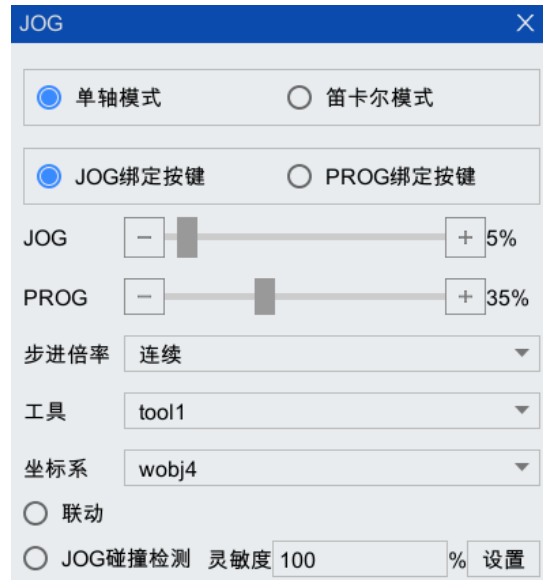 JOG
单轴模式 笛卡尔模式
JOG绑定按键 PROG绑定按键
JOG 5%
PROG 35%
步进倍率 连续
工具 tool1
坐标系 wobj4
联动
JOG碰撞检测 灵敏度 100 % 设置